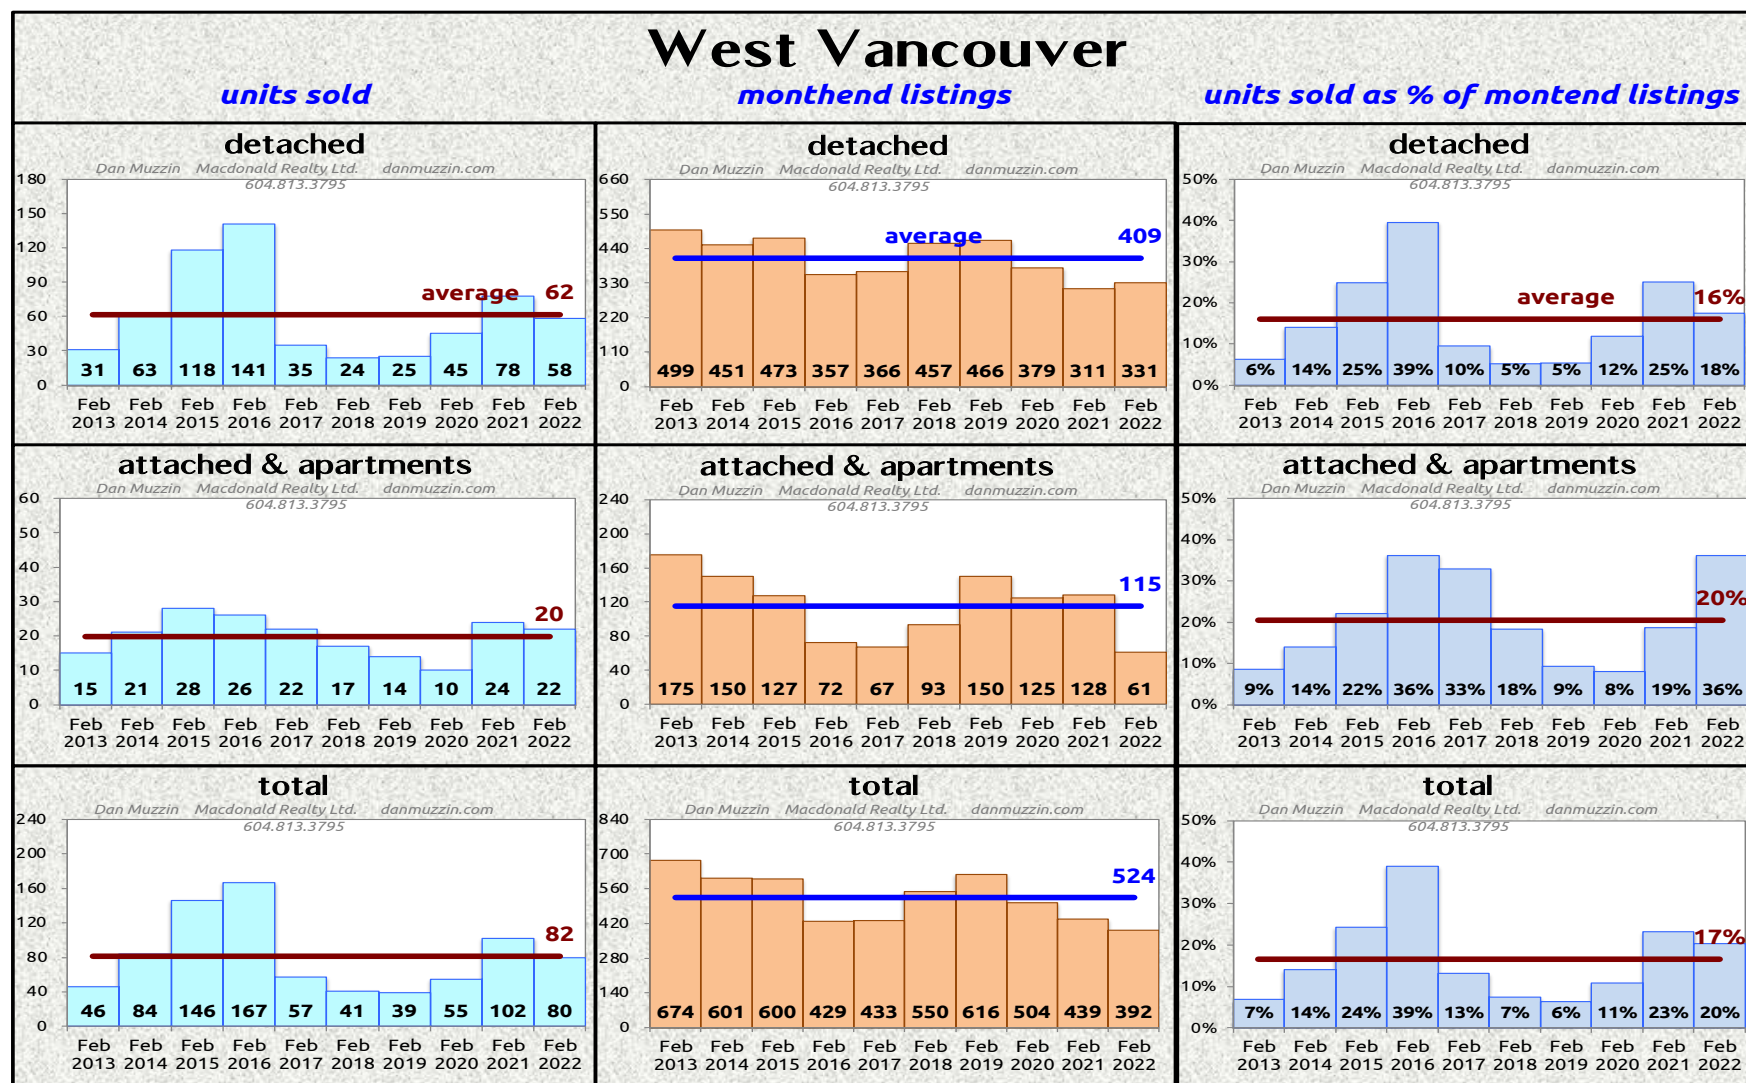 West Vancouver
units sold
monthend listings
units sold as % of montend listings
detached
Dan Muzzin Macdonald Realty Ltd. danmuzzin.com
604.813.3795
180
150
120
90
60
30
0
average 62
31 63 118 141 35 24 25 45 78 58
Feb Feb Feb Feb Feb Feb Feb Feb Feb Feb
2013 2014 2015 2016 2017 2018 2019 2020 2021 2022
detached
Dan Muzzin Macdonald Realty Ltd. danmuzzin.com
604.813.3795
660
550
440
330
220
110
0
average 409
499 451 473 357 366 457 466 379 311 331
Feb Feb Feb Feb Feb Feb Feb Feb Feb Feb
2013 2014 2015 2016 2017 2018 2019 2020 2021 2022
detached
Dan Muzzin Macdonald Realty Ltd. danmuzzin.com
604.813.3795
50%
40%
30%
20%
10%
0%
average 16%
6% 14% 25% 39% 10% 5% 5% 12% 25% 18%
Feb Feb Feb Feb Feb Feb Feb Feb Feb Feb
2013 2014 2015 2016 2017 2018 2019 2020 2021 2022
attached & apartments
Dan Muzzin Macdonald Realty Ltd. danmuzzin.com
604.813.3795
60
50
40
30
20
10
0
20
15 21 28 26 22 17 14 10 24 22
Feb Feb Feb Feb Feb Feb Feb Feb Feb Feb
2013 2014 2015 2016 2017 2018 2019 2020 2021 2022
attached & apartments
Dan Muzzin Macdonald Realty Ltd. danmuzzin.com
604.813.3795
240
200
160
120
80
40
0
115
175 150 127 72 67 93 150 125 128 61
Feb Feb Feb Feb Feb Feb Feb Feb Feb Feb
2013 2014 2015 2016 2017 2018 2019 2020 2021 2022
attached & apartments
Dan Muzzin Macdonald Realty Ltd. danmuzzin.com
604.813.3795
50%
40%
30%
20%
10%
0%
20%
9% 14% 22% 36% 33% 18% 9% 8% 19% 36%
Feb Feb Feb Feb Feb Feb Feb Feb Feb Feb
2013 2014 2015 2016 2017 2018 2019 2020 2021 2022
total
Dan Muzzin Macdonald Realty Ltd. danmuzzin.com
604.813.3795
240
200
160
120
80
40
0
82
46 84 146 167 57 41 39 55 102 80
Feb Feb Feb Feb Feb Feb Feb Feb Feb Feb
2013 2014 2015 2016 2017 2018 2019 2020 2021 2022
total
Dan Muzzin Macdonald Realty Ltd. danmuzzin.com
604.813.3795
840
700
560
420
280
140
0
524
674 601 600 429 433 550 616 504 439 392
Feb Feb Feb Feb Feb Feb Feb Feb Feb Feb
2013 2014 2015 2016 2017 2018 2019 2020 2021 2022
total
Dan Muzzin Macdonald Realty Ltd. danmuzzin.com
604.813.3795
50%
40%
30%
20%
10%
0%
17%
7% 14% 24% 39% 13% 7% 6% 11% 23% 20%
Feb Feb Feb Feb Feb Feb Feb Feb Feb Feb
2013 2014 2015 2016 2017 2018 2019 2020 2021 2022